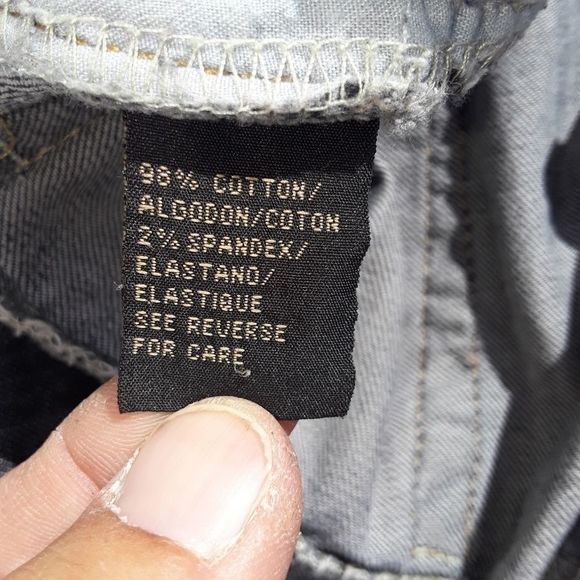 98% COTTON/
ALGODON/COTON
2% SPANDEX/
ELASTANO/
ELASTIQUE
SEE REVERSE
FOR CARE